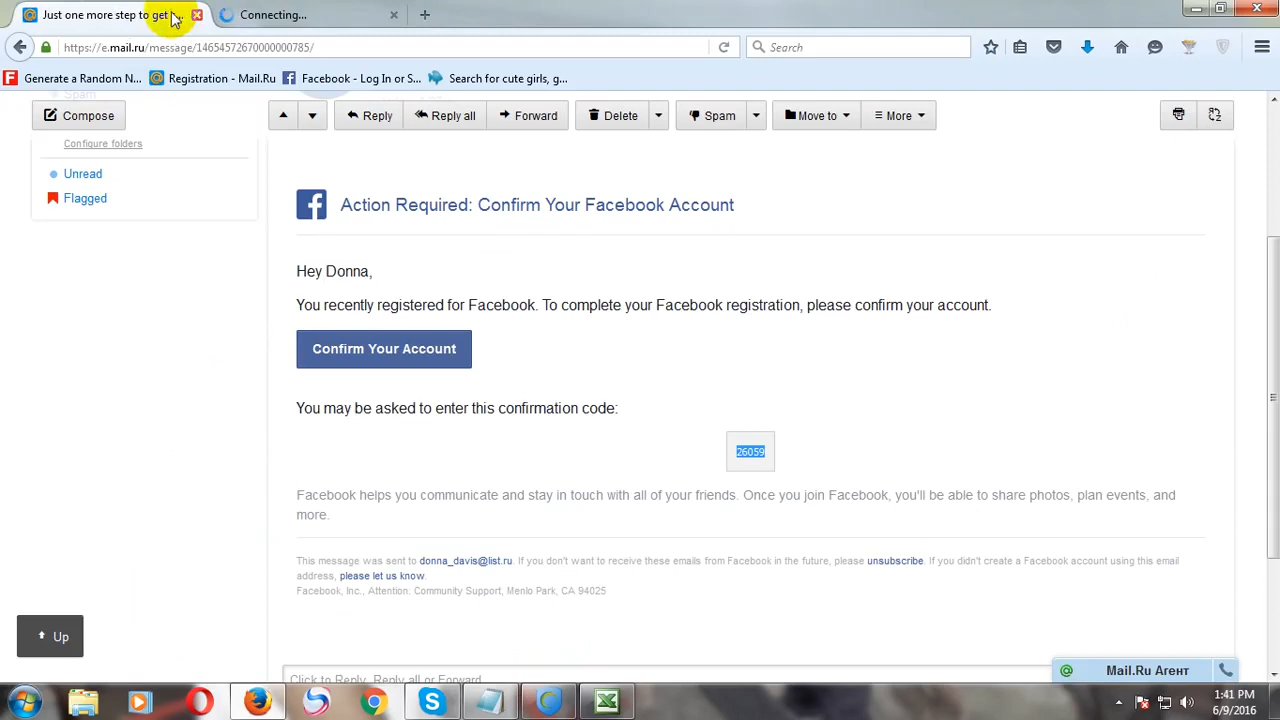 Just one more step to get
Connecting...
https://e.mail.ru/message/14654572670000000785/
Search
Generate a Random N...
Registration - Mail.Ru
Facebook - Log In or S...
Search for cute girls, g...
Spam
Compose
Reply
Reply all
Forward
Delete
Spam
Move to
More
Configure folders
Unread
Flagged
Action Required: Confirm Your Facebook Account
Hey Donna,
You recently registered for Facebook. To complete your Facebook registration, please confirm your account.
Confirm Your Account
You may be asked to enter this confirmation code:
26059
Facebook helps you communicate and stay in touch with all of your friends. Once you join Facebook, you'll be able to share photos, plan events, and
more.
This message was sent to donna_davis@list.ru. If you don't want to receive these emails from Facebook in the future, please unsubscribe. If you didn't create a Facebook account using this email
address, please let us know.
Facebook, Inc., Attention: Community Support, Menlo Park, CA 94025
Up
Click to Reply, Reply all or Forward
Mail.Ru Агент
1:41 PM
6/9/2016